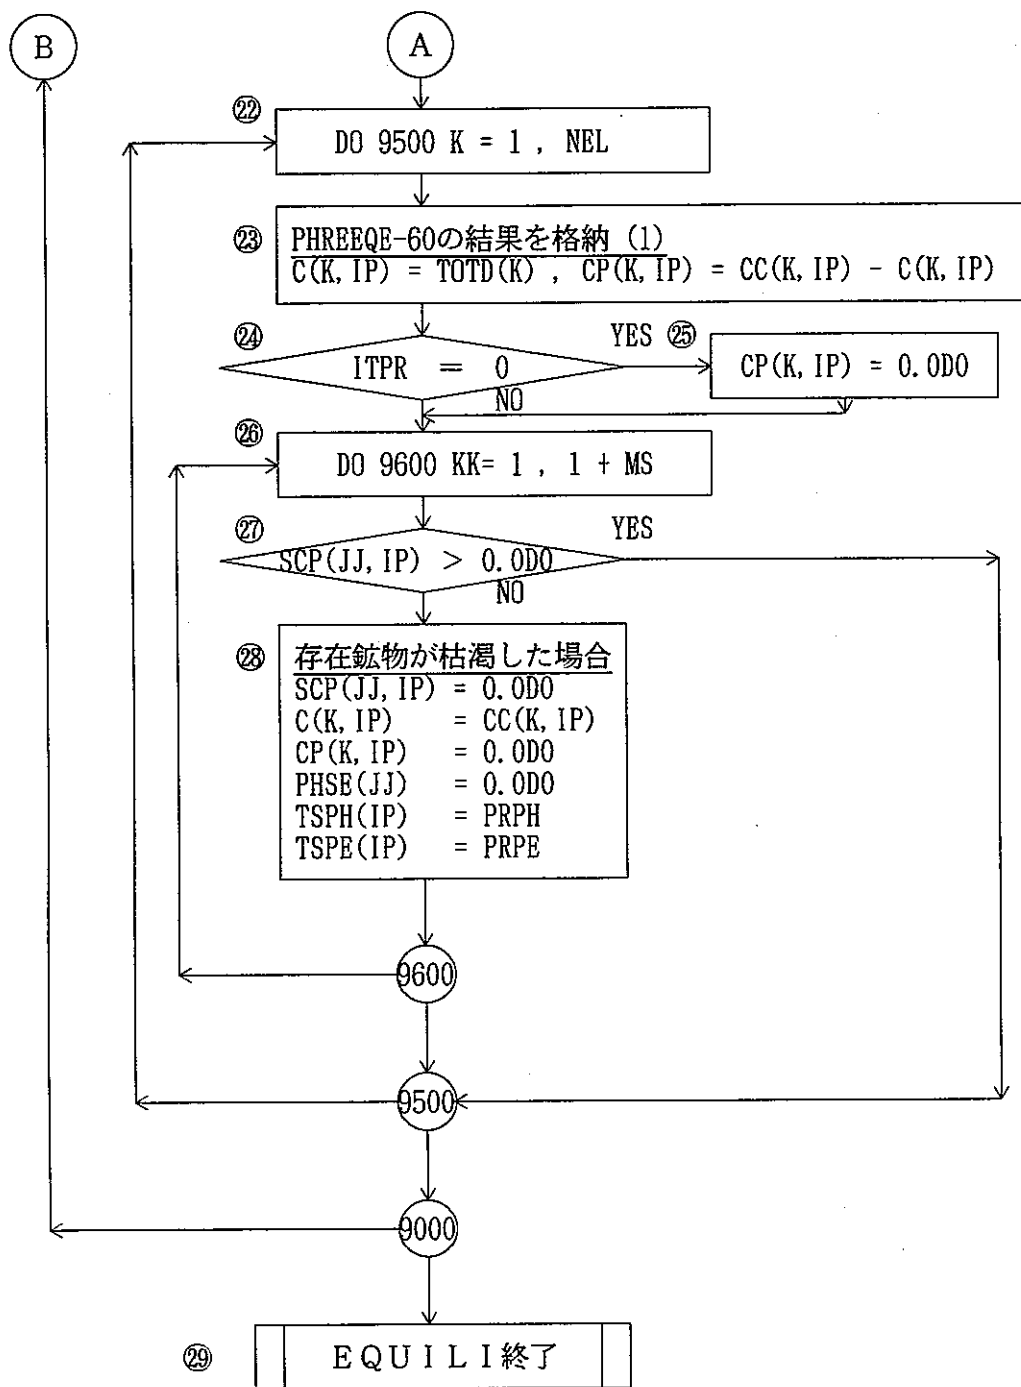 B
A
㉒
DO 9500 K = 1 , NEL
㉓
PHREEQE-60の結果を格納 (1)
C(K,IP) = TOTD(K) , CP(K,IP) = CC(K,IP) - C(K,IP)
㉔
ITPR = 0
YES
NO
㉕
CP(K,IP) = 0.0D0
㉖
DO 9600 KK= 1 , 1 + MS
㉗
SCP(JJ,IP) > 0.0D0
YES
NO
㉘
存在鉱物が枯渇した場合
SCP(JJ,IP) = 0.0D0
C(K,IP) = CC(K,IP)
CP(K,IP) = 0.0D0
PHSE(JJ) = 0.0D0
TSPH(IP) = PRPH
TSPE(IP) = PRPE
9600
9500
9000
㉙
ＥＱＵＩＬＩ終了